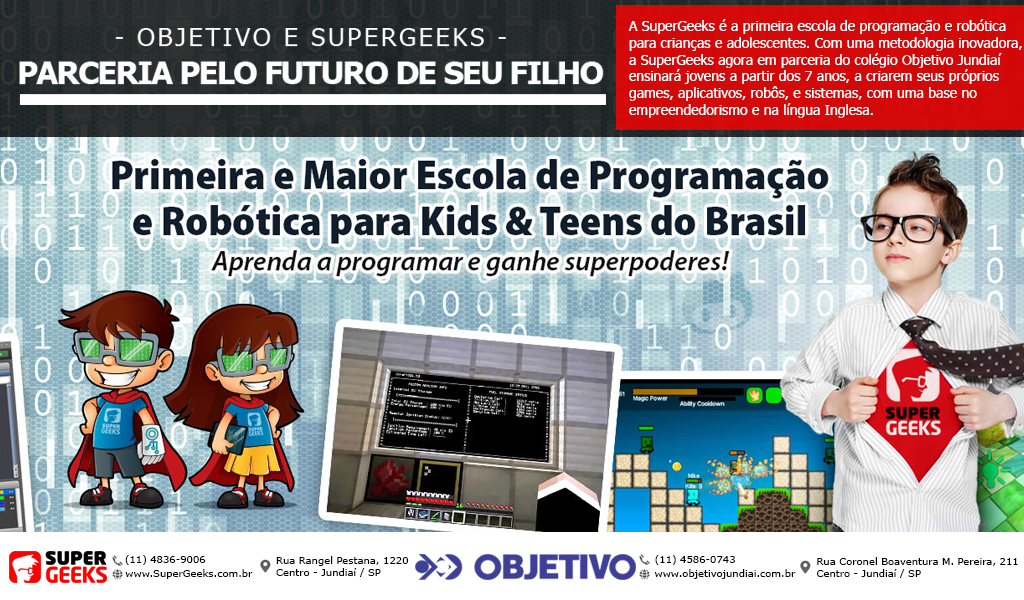 - OBJETIVO E SUPERGEEKS -
PARCERIA PELO FUTURO DE SEU FILHO
A SuperGeeks é a primeira escola de programação e robótica
para crianças e adolescentes. Com uma metodologia inovadora,
a SuperGeeks agora em parceria do colégio Objetivo Jundiaí
ensinará jovens a partir dos 7 anos, a criarem seus próprios
games, aplicativos, robôs, e sistemas, com uma base no
empreendedorismo e na língua Inglesa.
Primeira e Maior Escola de Programação
e Robótica para Kids & Teens do Brasil
Aprenda a programar e ganhe superpoderes!
SUPER
GEEKS
SUPER
GEEKS
Magic Power
Ability Cooldown
Mike
SUPER
GEEKS
SUPER
GEEKS
(11) 4836-9006
www.SuperGeeks.com.br
Rua Rangel Pestana, 1220
Centro - Jundiaí / SP
OBJETIVO
(11) 4586-0743
www.objetivojundiai.com.br
Rua Coronel Boaventura M. Pereira, 211
Centro - Jundiaí / SP